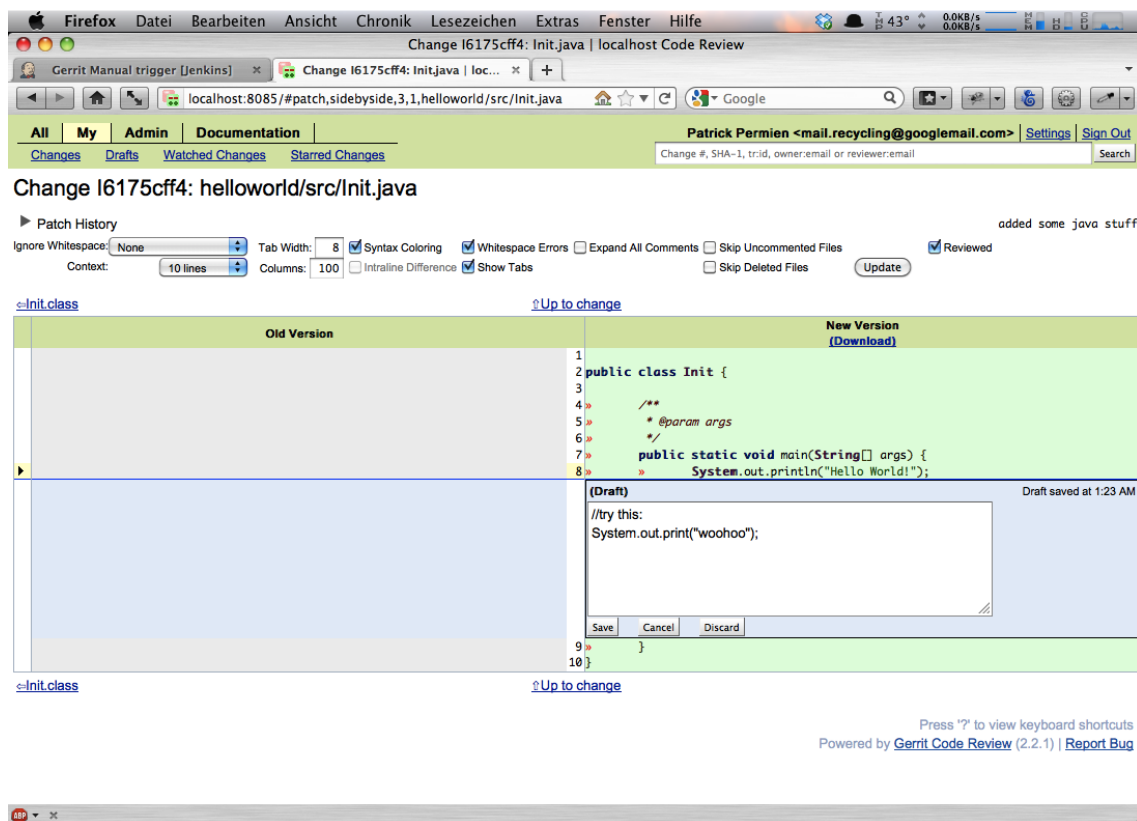 Firefox Datei Bearbeiten Ansicht Chronik Lesezeichen Extras Fenster Hilfe 43° 0.0KB/s
0.0KB/s
Change I6175cff4: Init.java | localhost Code Review
Gerrit Manual trigger [Jenkins] × Change I6175cff4: Init.java | loc... × +
localhost:8085/#patch,sidebyside,3,1,helloworld/src/Init.java Google
All My Admin Documentation Patrick Permien <mail.recycling@googlemail.com> Settings Sign Out
Changes Drafts Watched Changes Starred Changes Change #, SHA-1, tr:id, owner:email or reviewer:email Search
Change I6175cff4: helloworld/src/Init.java
Patch History added some java stuff
Ignore Whitespace: None Tab Width: 8 Syntax Coloring Whitespace Errors Expand All Comments Skip Uncommented Files Reviewed
Context: 10 lines Columns: 100 Intraline Difference Show Tabs Skip Deleted Files Update
⇦Init.class ⇧Up to change
Old Version New Version
(Download)
1
2 public class Init {
3
4 » /**
5 » * @param args
6 » */
7 » public static void main(String[] args) {
8 » » System.out.println("Hello World!");
(Draft) Draft saved at 1:23 AM
//try this:
System.out.print("woohoo");
Save Cancel Discard
9 » }
10 }
⇦Init.class ⇧Up to change
Press '?' to view keyboard shortcuts
Powered by Gerrit Code Review (2.2.1) | Report Bug
ABP ×